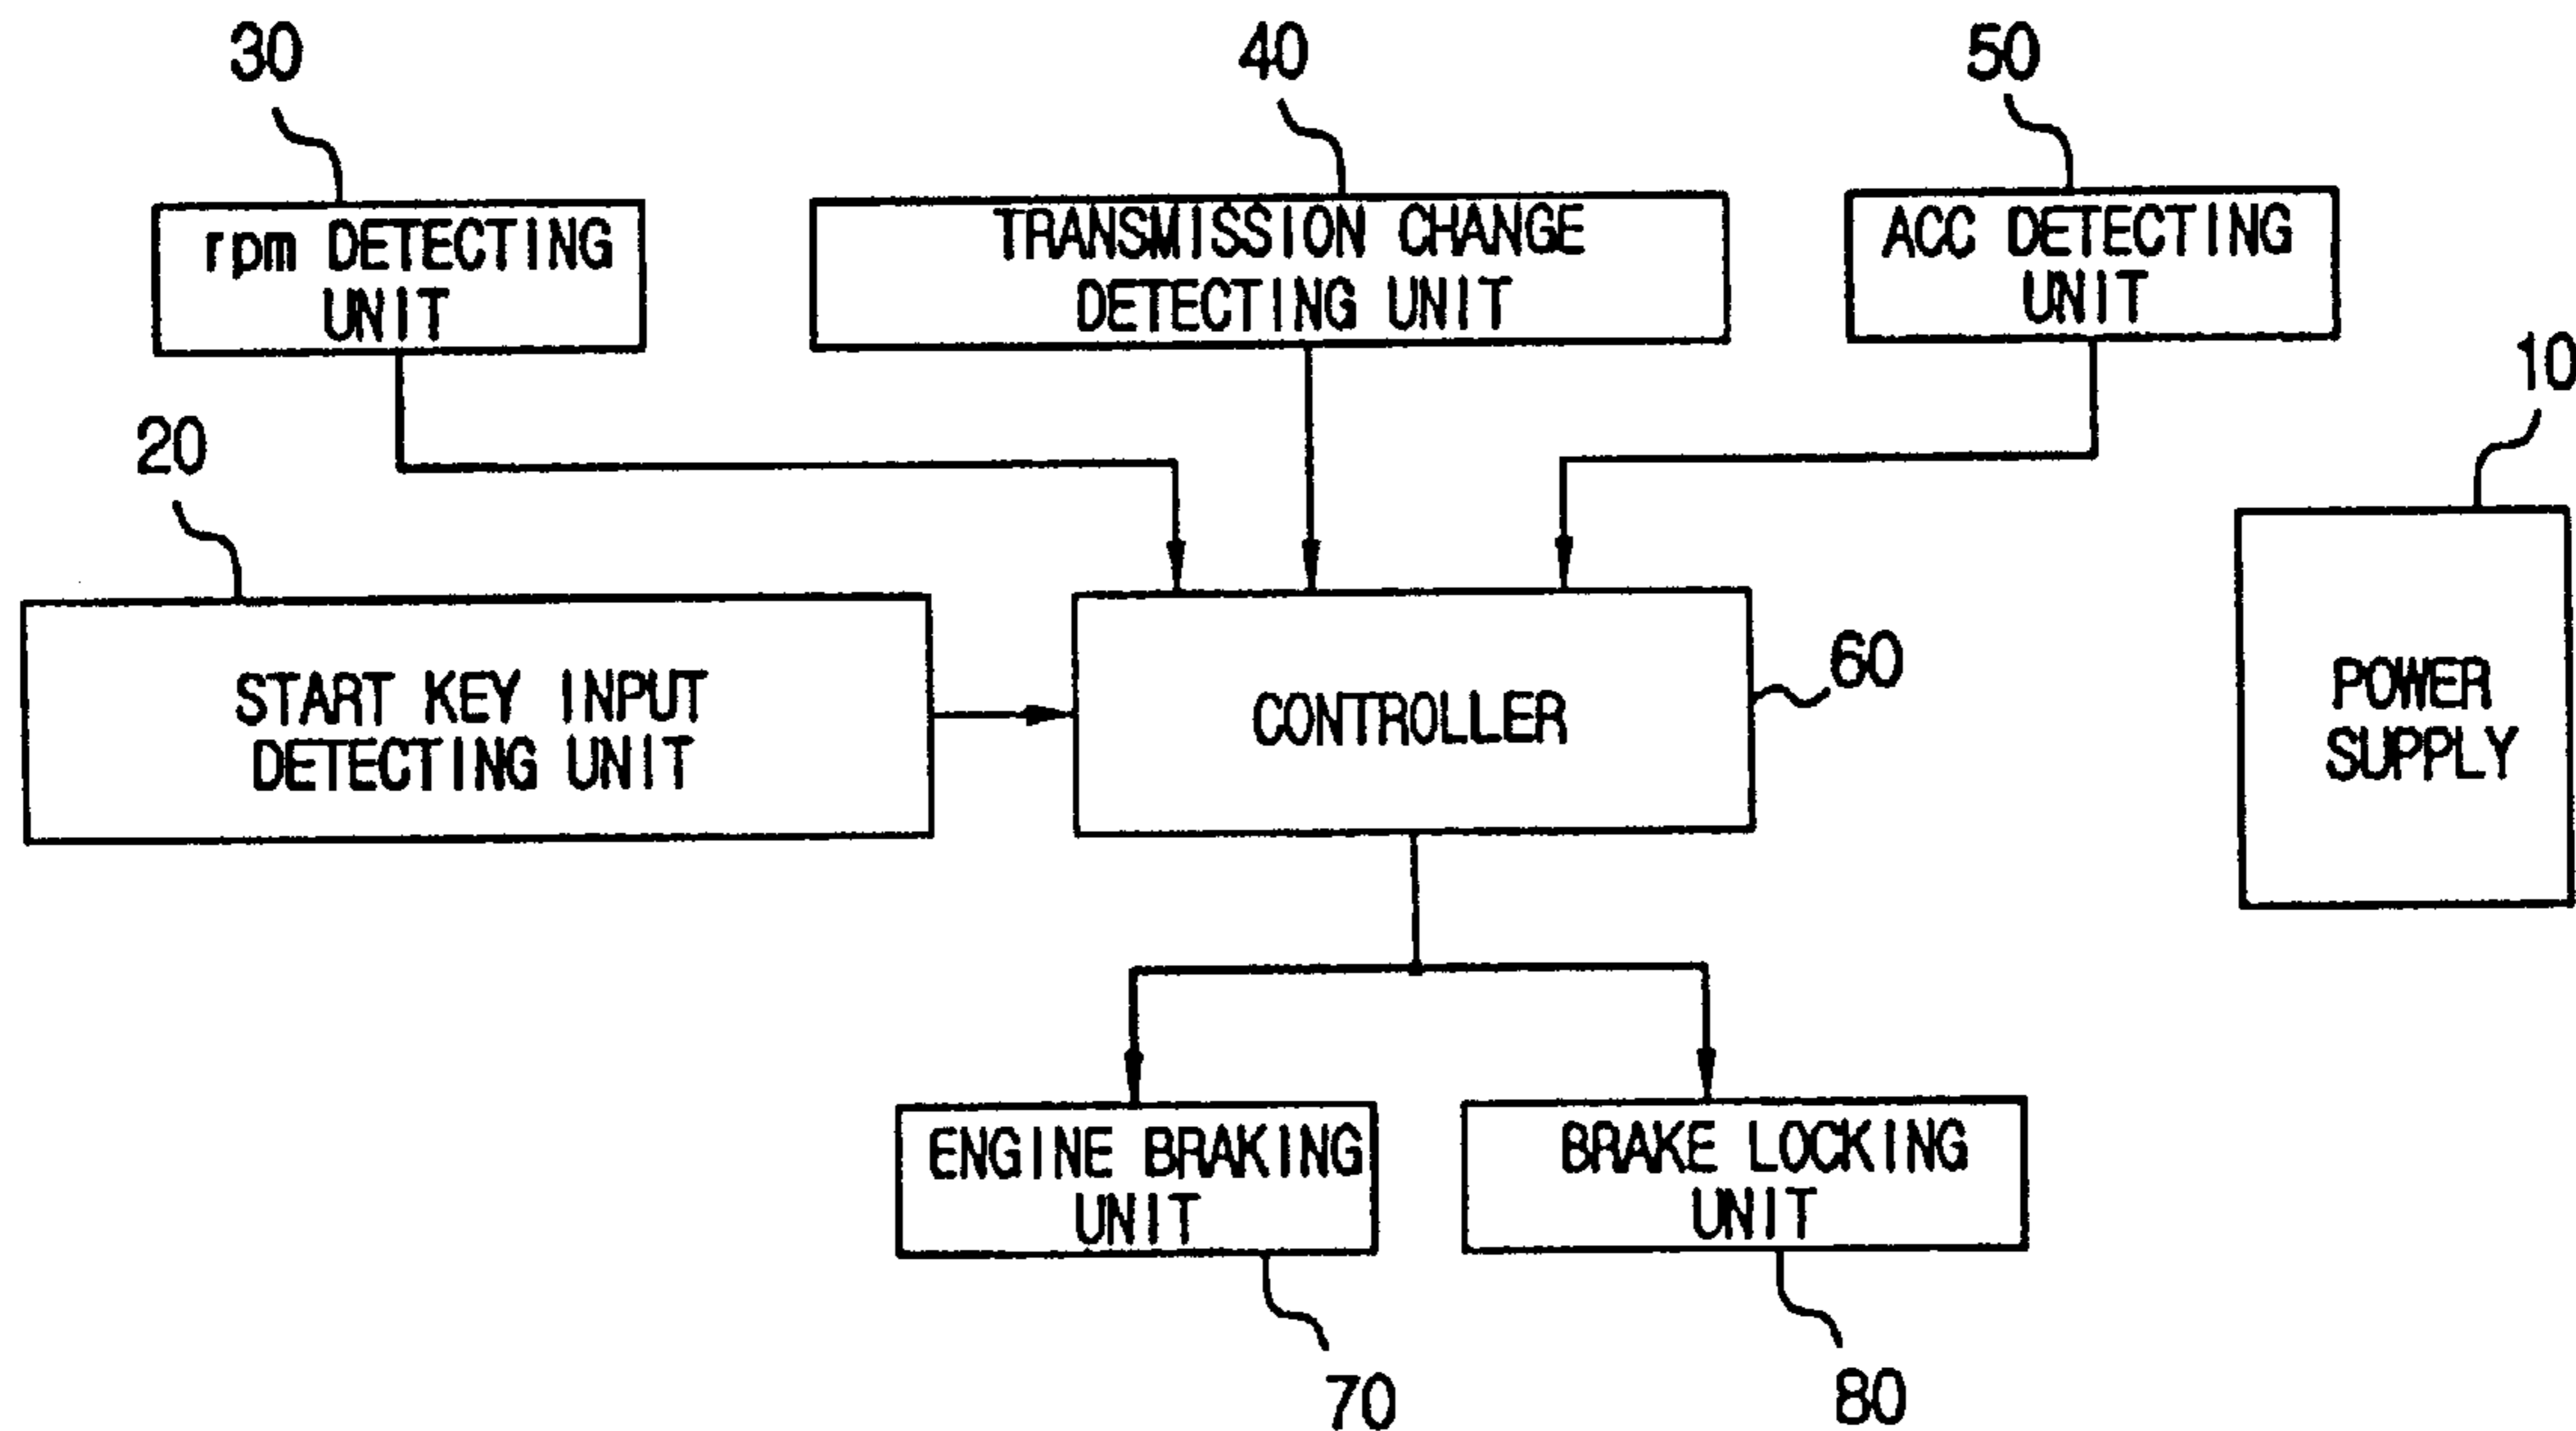 30
40
50
rpm DETECTING
UNIT
TRANSMISSION CHANGE
DETECTING UNIT
ACC DETECTING
UNIT
10
20
START KEY INPUT
DETECTING UNIT
CONTROLLER
60
POWER
SUPPLY
ENGINE BRAKING
UNIT
BRAKE LOCKING
UNIT
70
80